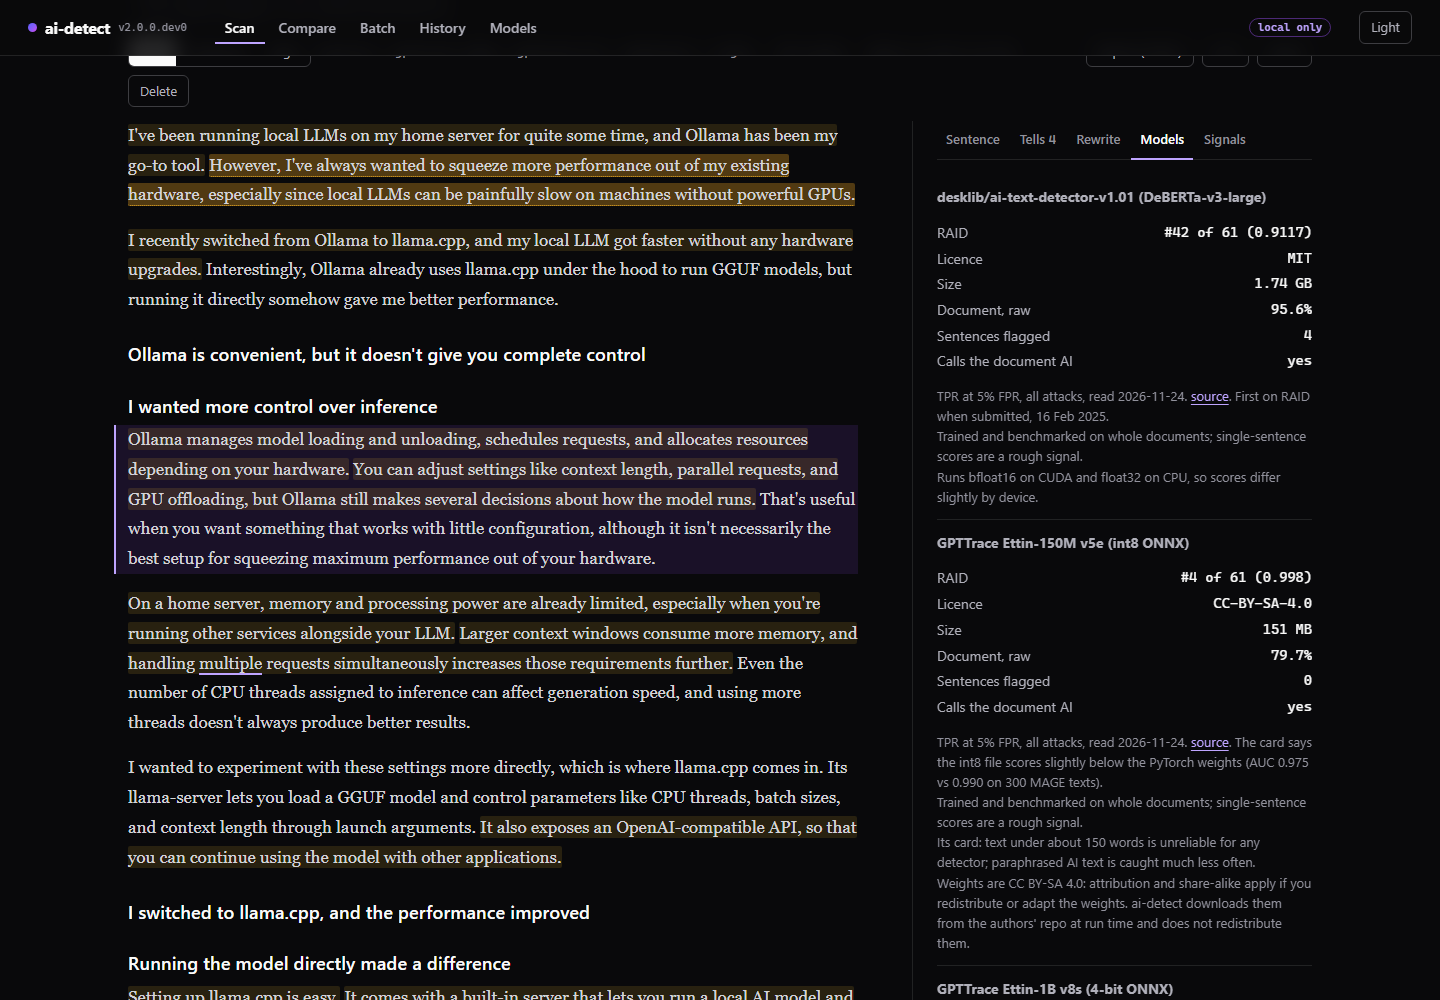 ai-detect v2.0.0.dev0 Scan Compare Batch History Models local only Light
Delete
I've been running local LLMs on my home server for quite some time, and Ollama has been my
go-to tool. However, I've always wanted to squeeze more performance out of my existing
hardware, especially since local LLMs can be painfully slow on machines without powerful GPUs.
I recently switched from Ollama to llama.cpp, and my local LLM got faster without any hardware
upgrades. Interestingly, Ollama already uses llama.cpp under the hood to run GGUF models, but
running it directly somehow gave me better performance.
Ollama is convenient, but it doesn't give you complete control
I wanted more control over inference
Ollama manages model loading and unloading, schedules requests, and allocates resources
depending on your hardware. You can adjust settings like context length, parallel requests, and
GPU offloading, but Ollama still makes several decisions about how the model runs. That's useful
when you want something that works with little configuration, although it isn't necessarily the
best setup for squeezing maximum performance out of your hardware.
On a home server, memory and processing power are already limited, especially when you're
running other services alongside your LLM. Larger context windows consume more memory, and
handling multiple requests simultaneously increases those requirements further. Even the
number of CPU threads assigned to inference can affect generation speed, and using more
threads doesn't always produce better results.
I wanted to experiment with these settings more directly, which is where llama.cpp comes in. Its
llama-server lets you load a GGUF model and control parameters like CPU threads, batch sizes,
and context length through launch arguments. It also exposes an OpenAI-compatible API, so that
you can continue using the model with other applications.
I switched to llama.cpp, and the performance improved
Running the model directly made a difference
Setting up llama.cpp is easy. It comes with a built-in server that lets you run a local AI model and
Sentence Tells 4 Rewrite Models Signals
desklib/ai-text-detector-v1.01 (DeBERTa-v3-large)
RAID #42 of 61 (0.9117)
Licence MIT
Size 1.74 GB
Document, raw 95.6%
Sentences flagged 4
Calls the document AI yes
TPR at 5% FPR, all attacks, read 2026-11-24. source. First on RAID
when submitted, 16 Feb 2025.
Trained and benchmarked on whole documents; single-sentence
scores are a rough signal.
Runs bfloat16 on CUDA and float32 on CPU, so scores differ
slightly by device.
GPTTrace Ettin-150M v5e (int8 ONNX)
RAID #4 of 61 (0.998)
Licence CC-BY-SA-4.0
Size 151 MB
Document, raw 79.7%
Sentences flagged 0
Calls the document AI yes
TPR at 5% FPR, all attacks, read 2026-11-24. source. The card says
the int8 file scores slightly below the PyTorch weights (AUC 0.975
vs 0.990 on 300 MAGE texts).
Trained and benchmarked on whole documents; single-sentence
scores are a rough signal.
Its card: text under about 150 words is unreliable for any
detector; paraphrased AI text is caught much less often.
Weights are CC BY-SA 4.0: attribution and share-alike apply if you
redistribute or adapt the weights. ai-detect downloads them
from the authors' repo at run time and does not redistribute
them.
GPTTrace Ettin-1B v8s (4-bit ONNX)